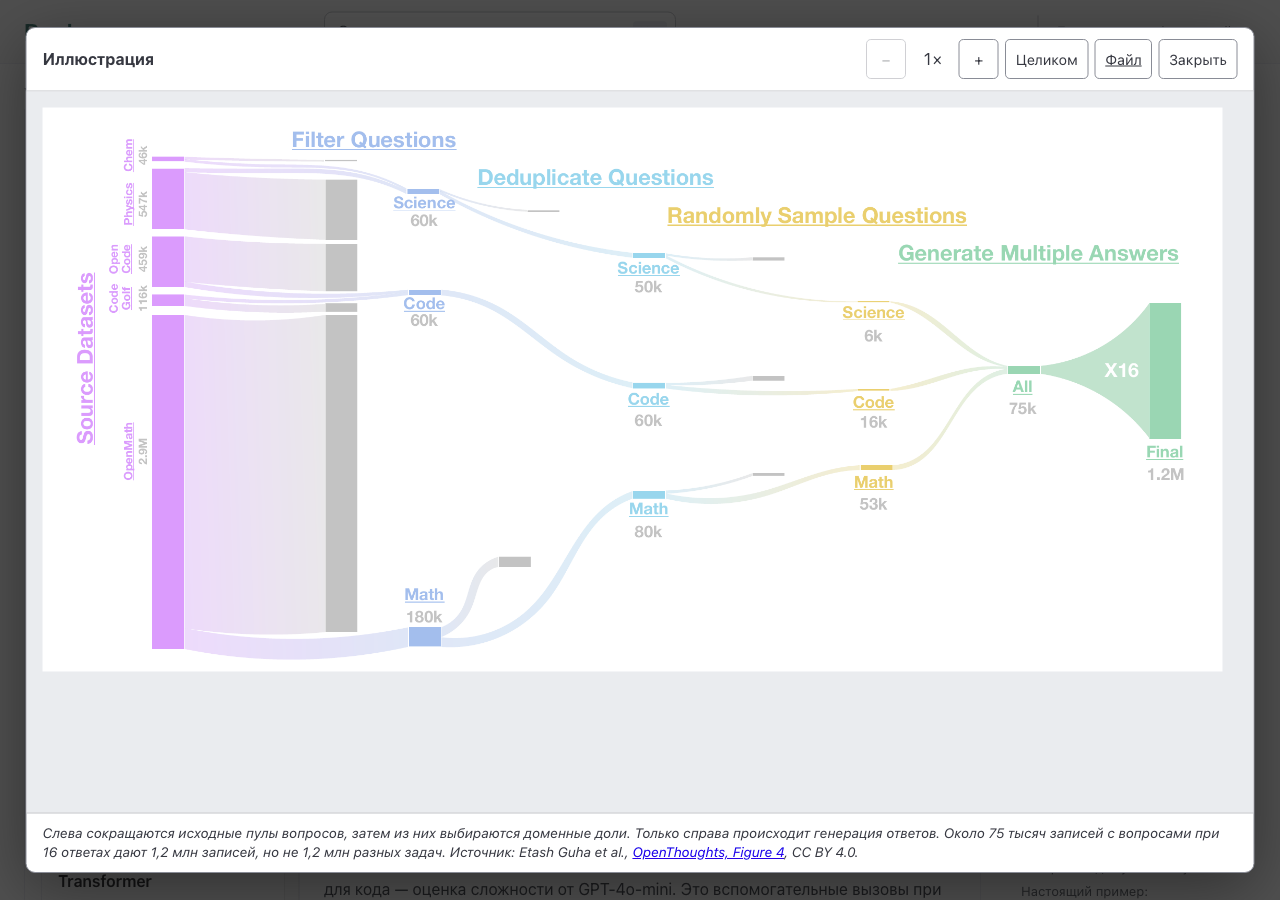 Иллюстрация
−
1×
+
Целиком
Файл
Закрыть
Filter Questions
Deduplicate Questions
Randomly Sample Questions
Generate Multiple Answers
Source Datasets
Chem
46k
Physics
547k
Open
Code
459k
Code
Golf
116k
OpenMath
2.9M
Science
60k
Code
60k
Math
180k
Science
50k
Code
60k
Math
80k
Science
6k
Code
16k
Math
53k
All
75k
X16
Final
1.2M
Слева сокращаются исходные пулы вопросов, затем из них выбираются доменные доли. Только справа происходит генерация ответов. Около 75 тысяч записей с вопросами при
16 ответах дают 1,2 млн записей, но не 1,2 млн разных задач. Источник: Etash Guha et al., OpenThoughts, Figure 4, CC BY 4.0.
Transformer
для кода — оценка сложности от GPT-4o-mini. Это вспомогательные вызовы при
Настоящий пример: